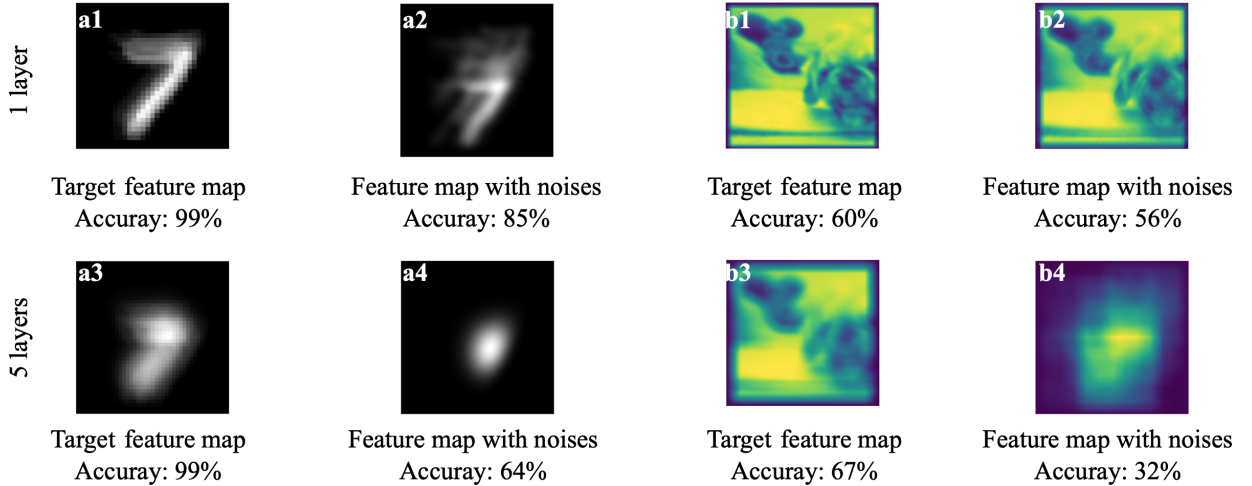 1 layer
a1
a2
b1
b2
Target feature map
Accuray: 99%
Feature map with noises
Accuray: 85%
Target feature map
Accuray: 60%
Feature map with noises
Accuray: 56%
5 layers
a3
a4
b3
b4
Target feature map
Accuray: 99%
Feature map with noises
Accuray: 64%
Target feature map
Accuray: 67%
Feature map with noises
Accuray: 32%